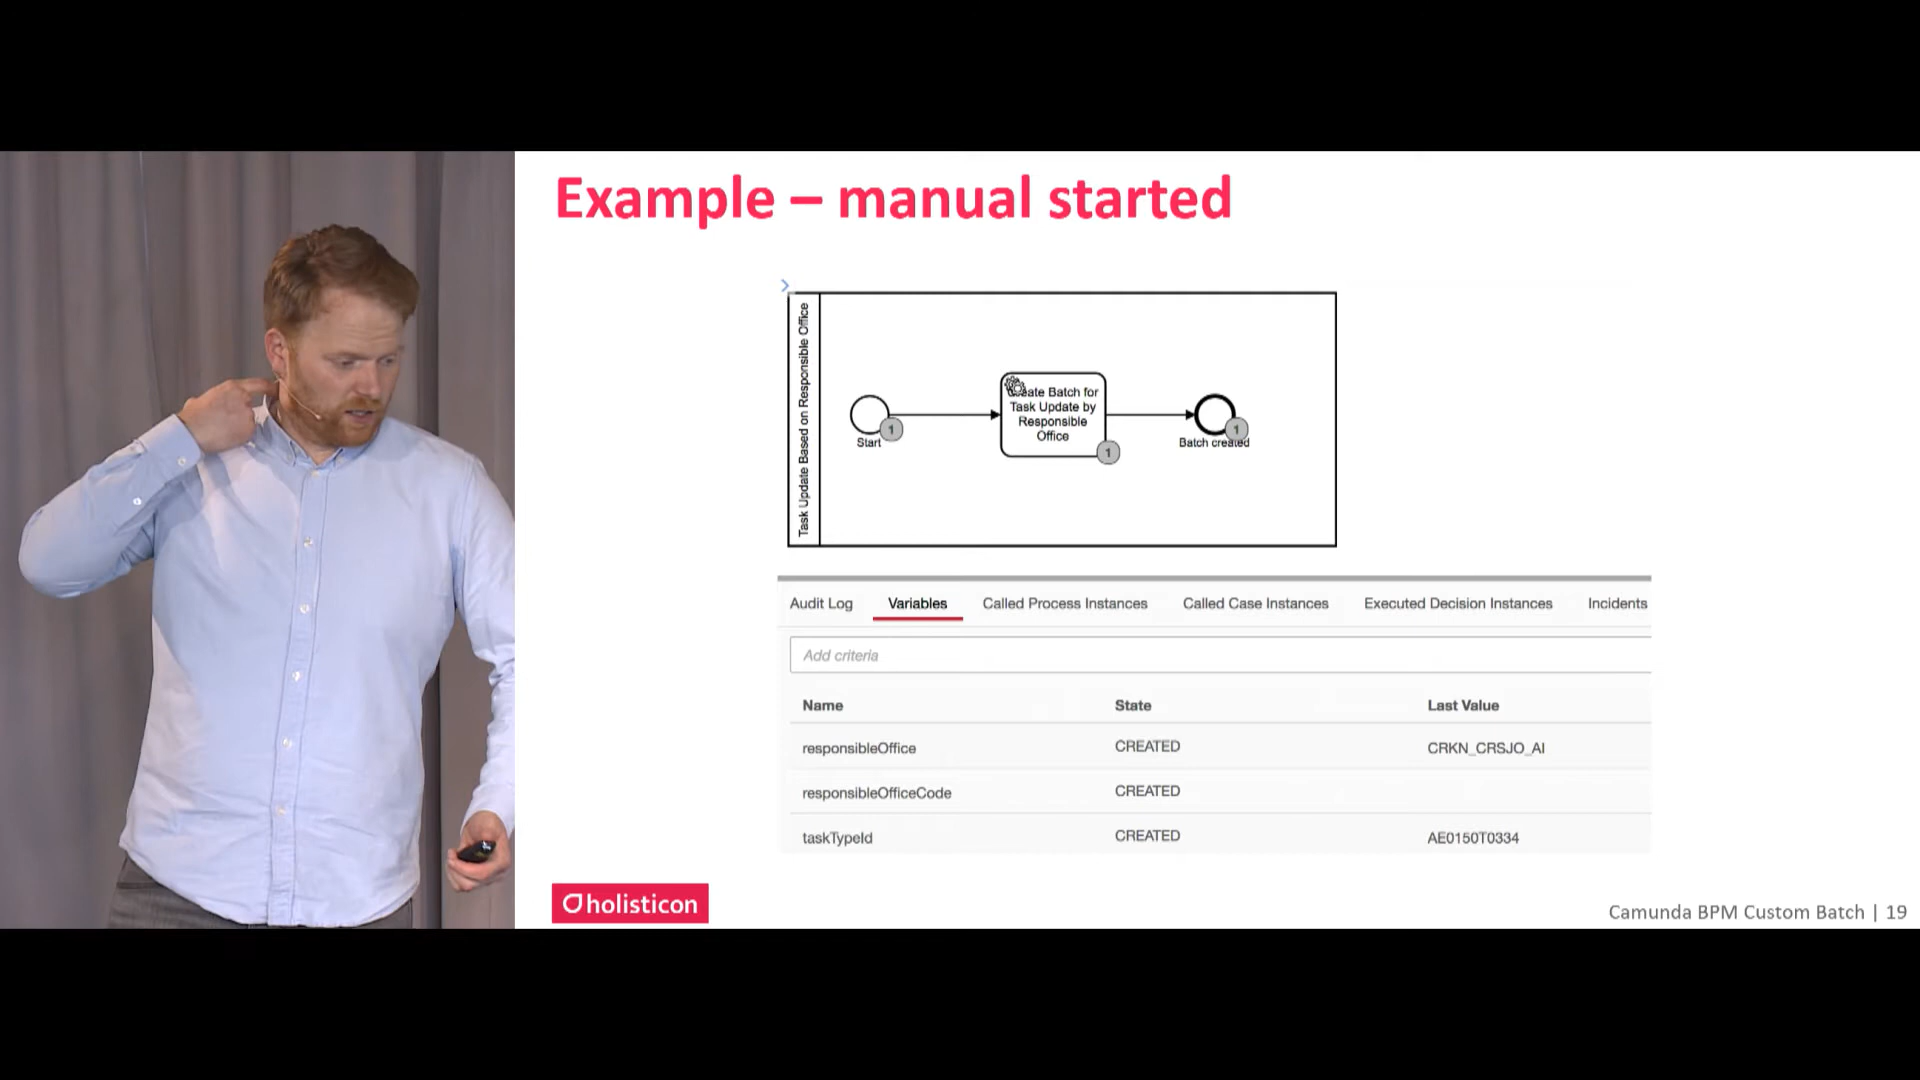 Example – manual started
Task Update Based on Responsible Office
Start
1
Create Batch for
Task Update by
Responsible
Office
1
Batch created
1
Audit Log Variables Called Process Instances Called Case Instances Executed Decision Instances Incidents
Add criteria
Name State Last Value
responsibleOffice CREATED CRKN_CRSJO_AI
responsibleOfficeCode CREATED
taskTypeId CREATED AE0150T0334
holisticon
Camunda BPM Custom Batch | 19